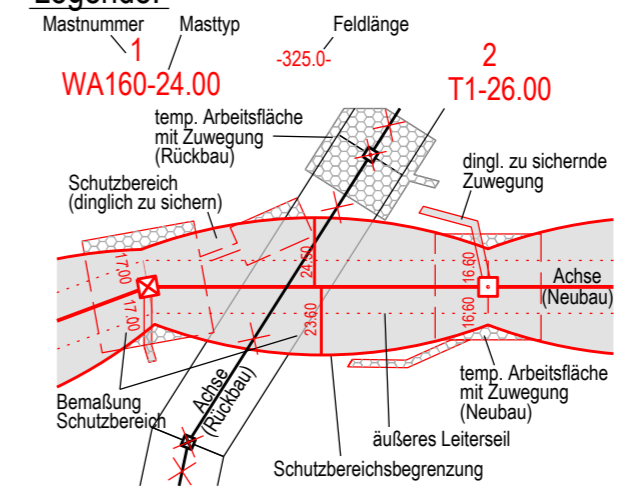 Legende:
Mastnummer Masttyp Feldlänge
1
WA160-24.00
-325.0-
2
T1-26.00
temp. Arbeitsfläche
mit Zuwegung
(Rückbau)
dingl. zu sichernde
Zuwegung
Schutzbereich
(dinglich zu sichern)
17.00
17.00
24.50
23.60
16.60
16.60
Achse
(Neubau)
Achse
(Rückbau)
Bemaßung
Schutzbereich
temp. Arbeitsfläche
mit Zuwegung
(Neubau)
äußeres Leiterseil
Schutzbereichsbegrenzung